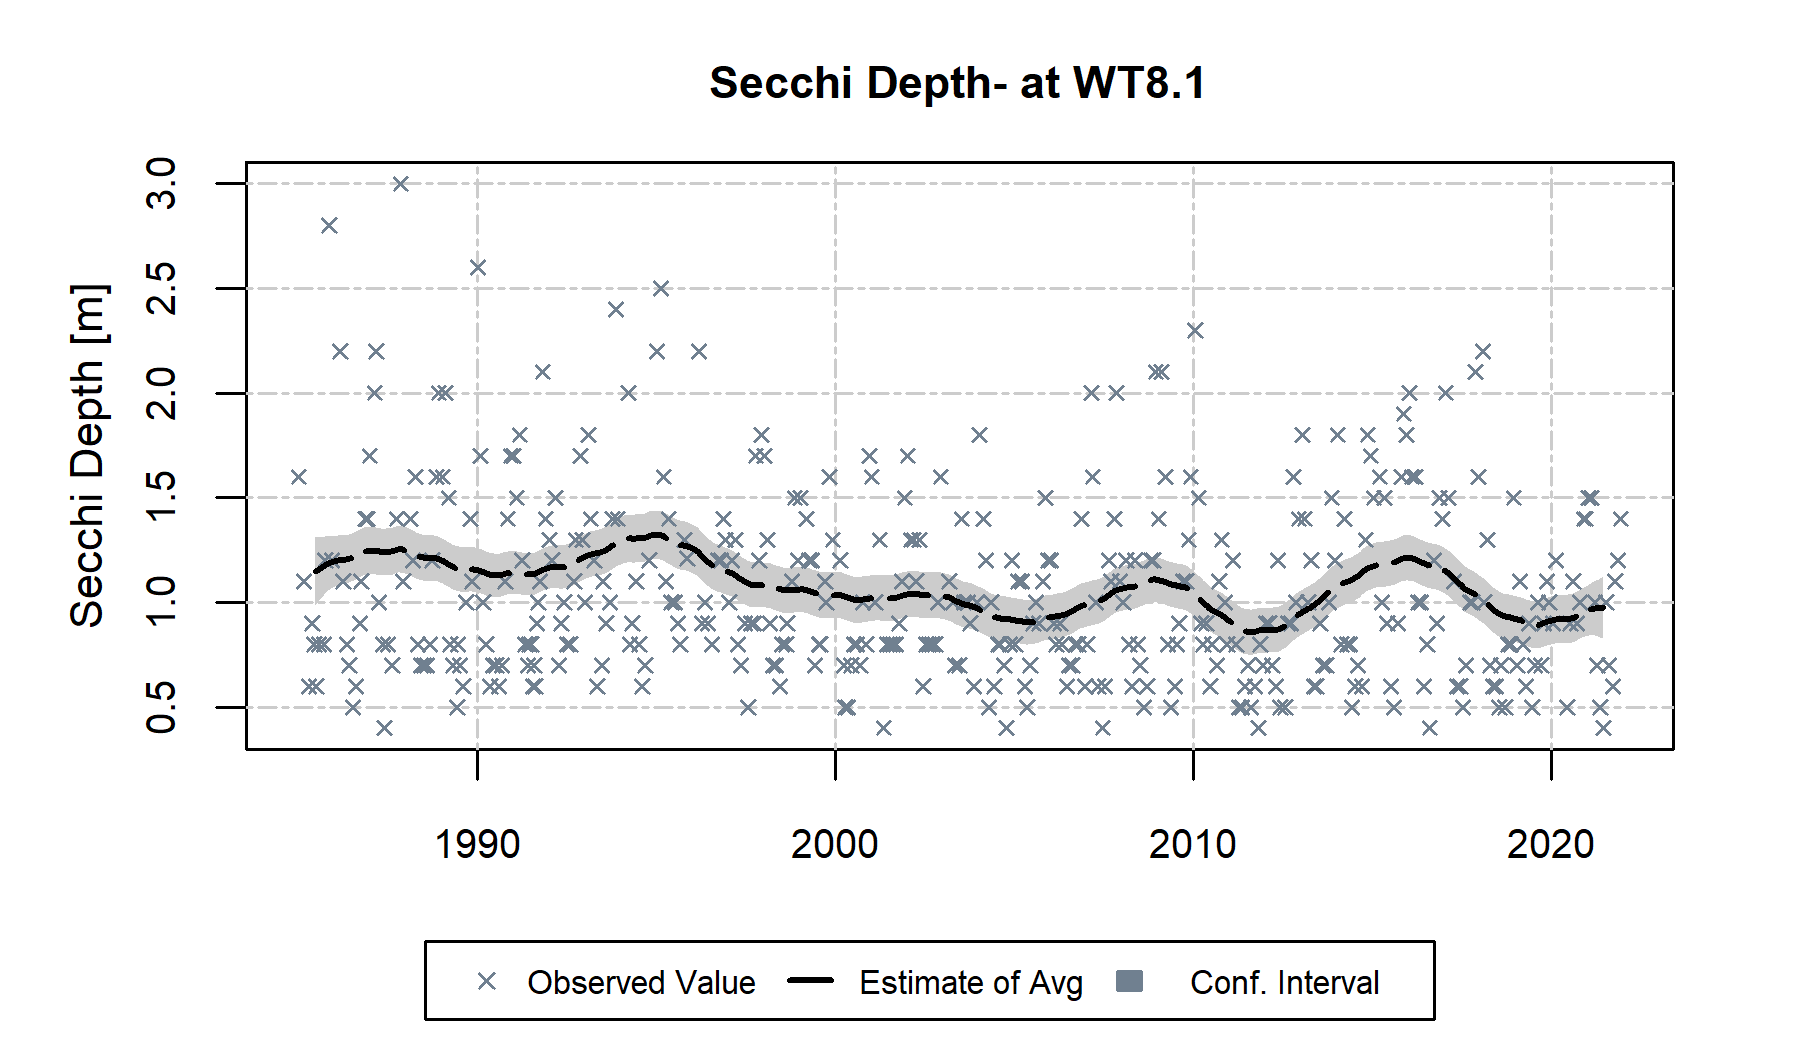 Secchi Depth- at WT8.1
Secchi Depth [m]
3.0
2.5
2.0
1.5
1.0
0.5
1990 2000 2010 2020
Observed Value Estimate of Avg Conf. Interval